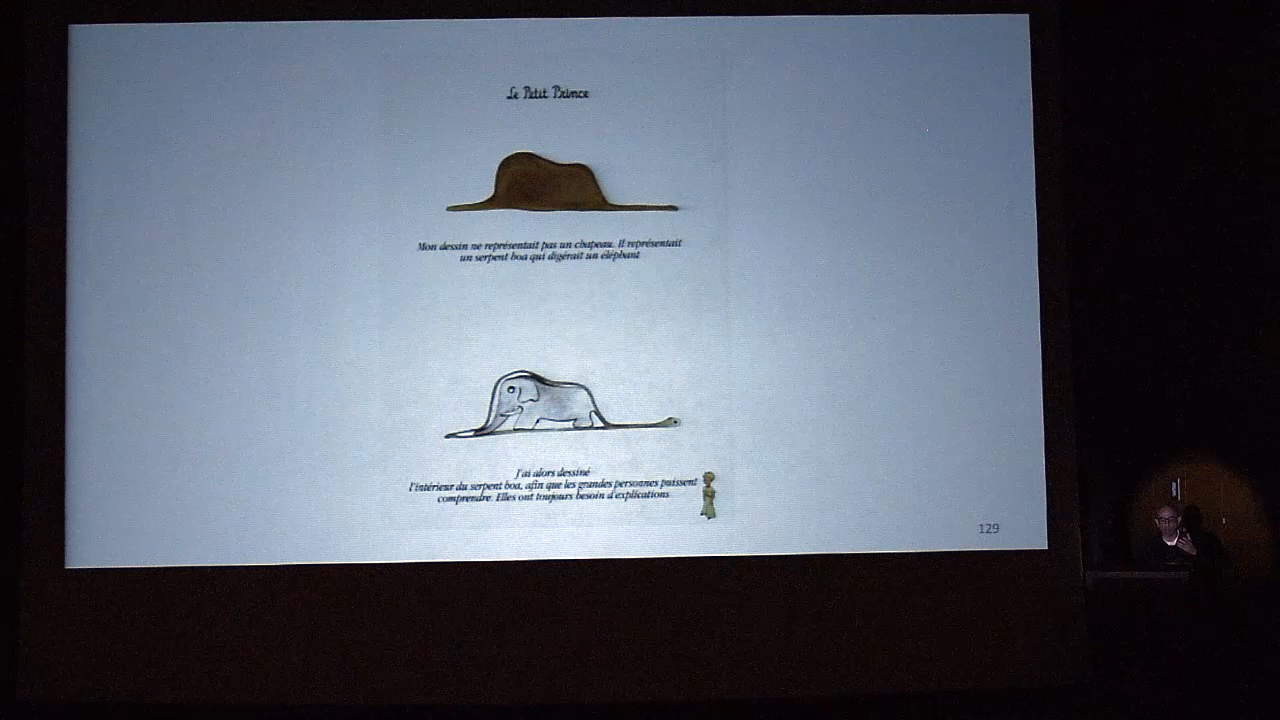 Le Petit Prince
Mon dessin ne représentait pas un chapeau. Il représentait
un serpent boa qui digérait un éléphant
J'ai alors dessiné
l'intérieur du serpent boa, afin que les grandes personnes puissent
comprendre. Elles ont toujours besoin d'explications
129